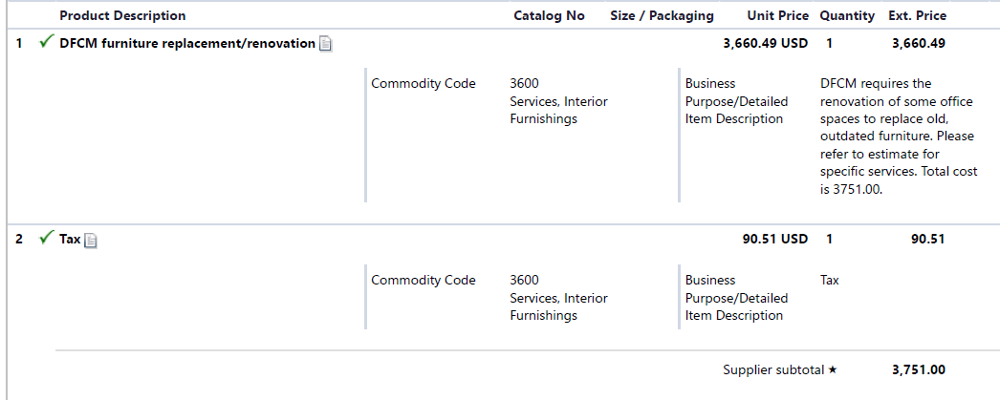 Product Description Catalog No Size / Packaging Unit Price Quantity Ext. Price
1 DFCM furniture replacement/renovation 3,660.49 USD 1 3,660.49
Commodity Code 3600 Business DFCM requires the
Services, Interior Purpose/Detailed renovation of some office
Furnishings Item Description spaces to replace old,
outdated furniture. Please
refer to estimate for
specific services. Total cost
is 3751.00.
2 Tax 90.51 USD 1 90.51
Commodity Code 3600 Business Tax
Services, Interior Purpose/Detailed
Furnishings Item Description
Supplier subtotal ★ 3,751.00